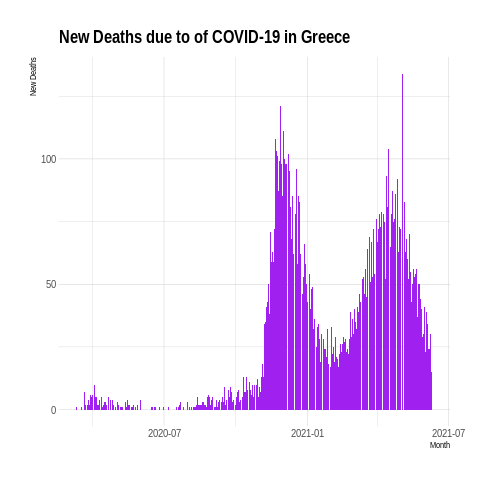 New Deaths due to of COVID-19 in Greece
New Deaths
100
50
0
2020-07
2021-01
2021-07
Month